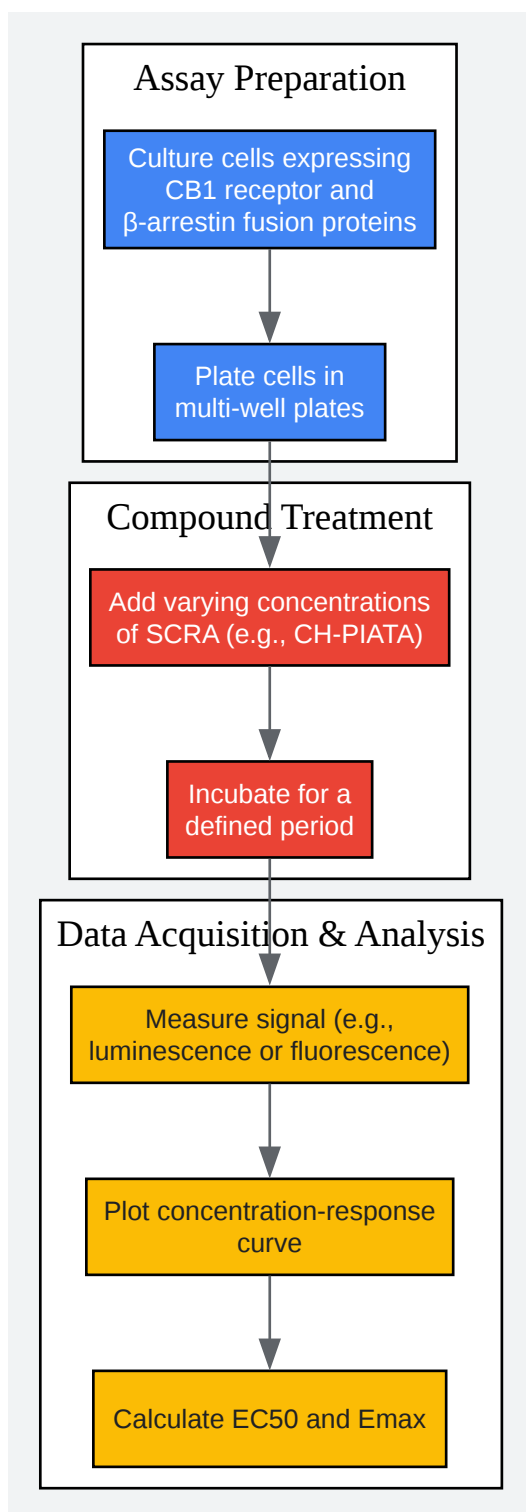 Assay Preparation
Culture cells expressing
CB1 receptor and
β-arrestin fusion proteins
Plate cells in
multi-well plates
Compound Treatment
Add varying concentrations
of SCRA (e.g., CH-PIATA)
Incubate for a
defined period
Data Acquisition & Analysis
Measure signal (e.g.,
luminescence or fluorescence)
Plot concentration-response
curve
Calculate EC50 and Emax